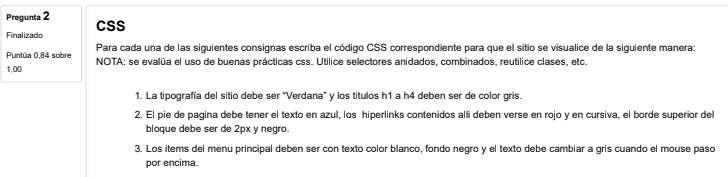 Pregunta 2
Finalizado
Puntúa 0,84 sobre
1,00
CSS
Para cada una de las siguientes consignas escriba el código CSS correspondiente para que el sitio se visualice de la siguiente manera:
NOTA: se evalúa el uso de buenas prácticas css. Utilice selectores anidados, combinados, reutilice clases, etc.
1. La tipografía del sitio debe ser “Verdana” y los titulos h1 a h4 deben ser de color gris.
2. El pie de pagina debe tener el texto en azul, los hiperlinks contenidos alli deben verse en rojo y en cursiva, el borde superior del
bloque debe ser de 2px y negro.
3. Los items del menu principal deben ser con texto color blanco, fondo negro y el texto debe cambiar a gris cuando el mouse paso
por encima.